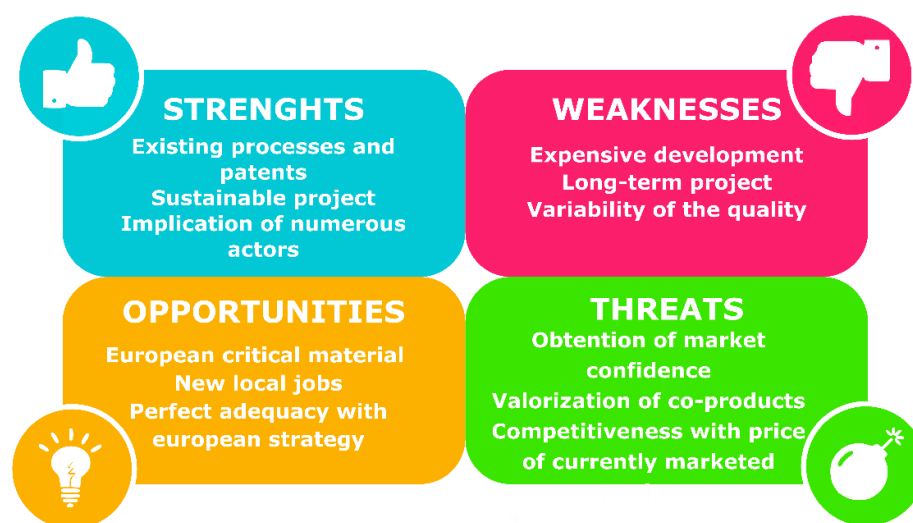 STRENGHTS
Existing processes and
patents
Sustainable project
Implication of numerous
actors
WEAKNESSES
Expensive development
Long-term project
Variability of the quality
OPPORTUNITIES
European critical material
New local jobs
Perfect adequacy with
european strategy
THREATS
Obtention of market
confidence
Valorization of co-products
Competitiveness with price
of currently marketed